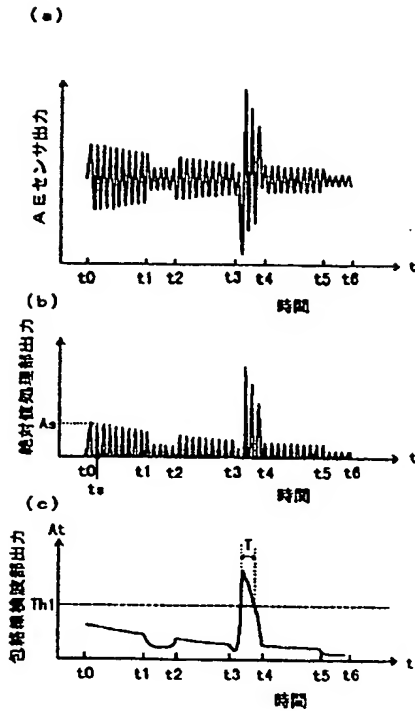 (a)
AEセンサ出力
t0 t1 t2 t3 t4 t5 t6 t
時間
(b)
絶対値処理部出力
As
t0 t1 t2 t3 t4 t5 t6 t
ts
時間
(c)
包絡線検波部出力
At
T
Th1
t0 t1 t2 t3 t4 t5 t6 t
時間